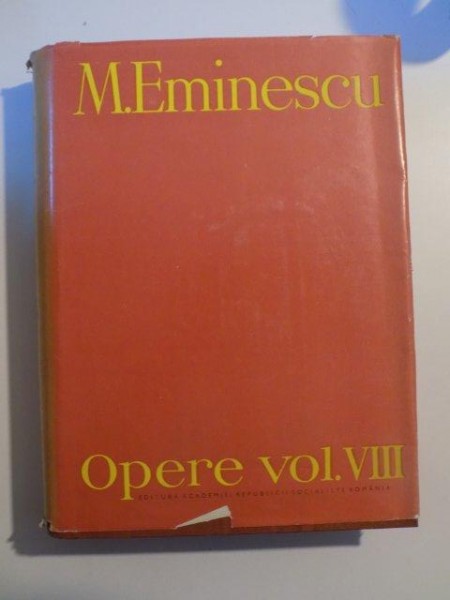 M.Eminescu
Opere vol.VIII
EDITURA ACADEMIEI REPUBLICII SOCIALISTE ROMÂNIA